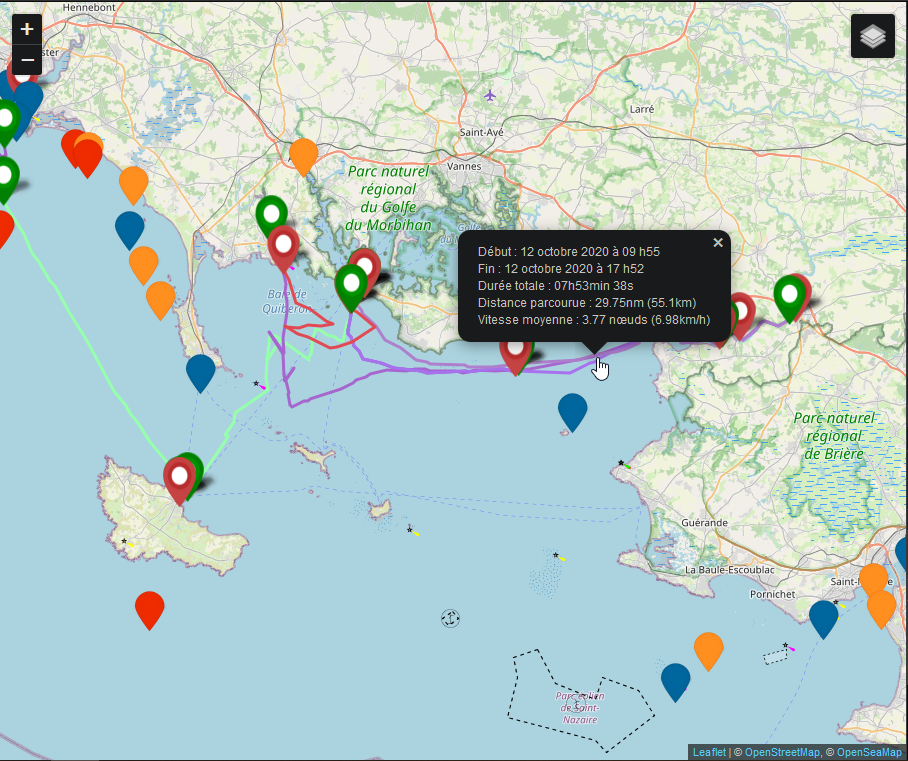 Hennebont
+
ster
−
Larré
Saint-Avé
Vannes
A
Parc naturel
régional
du Golfe
du Morbihan
Golfe
du M
×
Début : 12 octobre 2020 à 09 h55
Fin : 12 octobre 2020 à 17 h52
Durée totale : 07h53min 38s
Distance parcourue : 29.75nm (55.1km)
Vitesse moyenne : 3.77 nœuds (6.98km/h)
Baie de
Quiberon
Parc naturel
régional
de Brière
Guérande
La Baule-Escoublac
Pornichet
Saint-N
e
Parc éolien
de Saint-
Nazaire
Leaflet | © OpenStreetMap, © OpenSeaMap